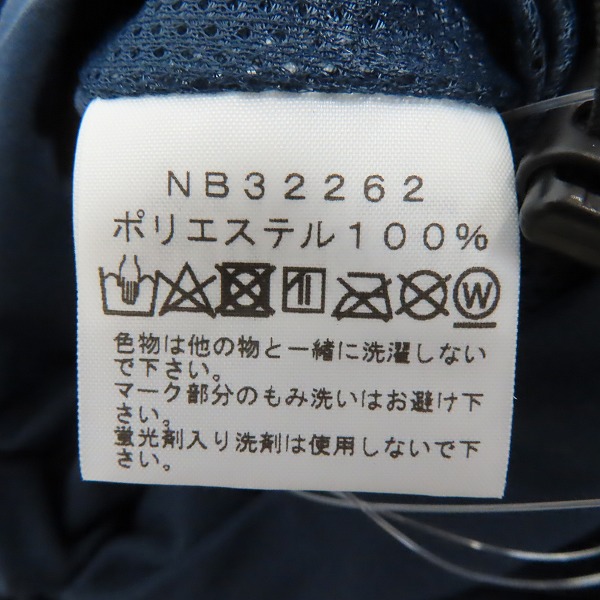 NB32262
ポリエステル100%
W
色物は他の物と一緒に洗濯しない
で下さい。
マーク部分のもみ洗いはお避け下
さい。
蛍光剤入り洗剤は使用しないで下
さい。